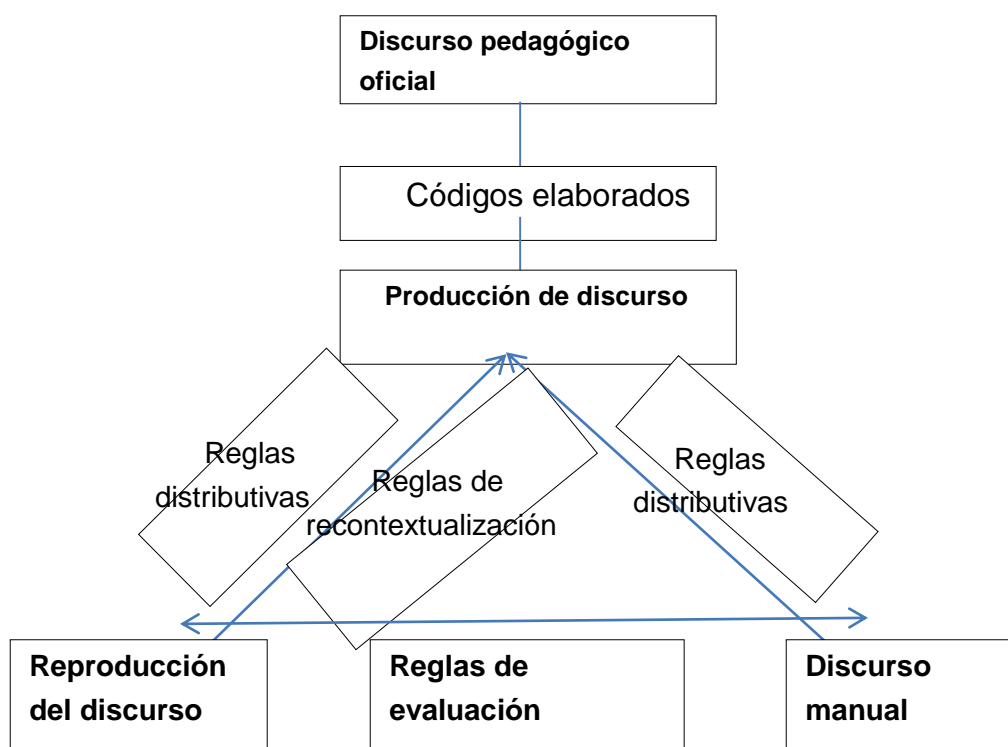 Discurso pedagógico
oficial
Códigos elaborados
Producción de discurso
Reglas
distributivas
Reglas de
recontextualización
Reglas
distributivas
Reproducción
del discurso
Reglas de
evaluación
Discurso
manual